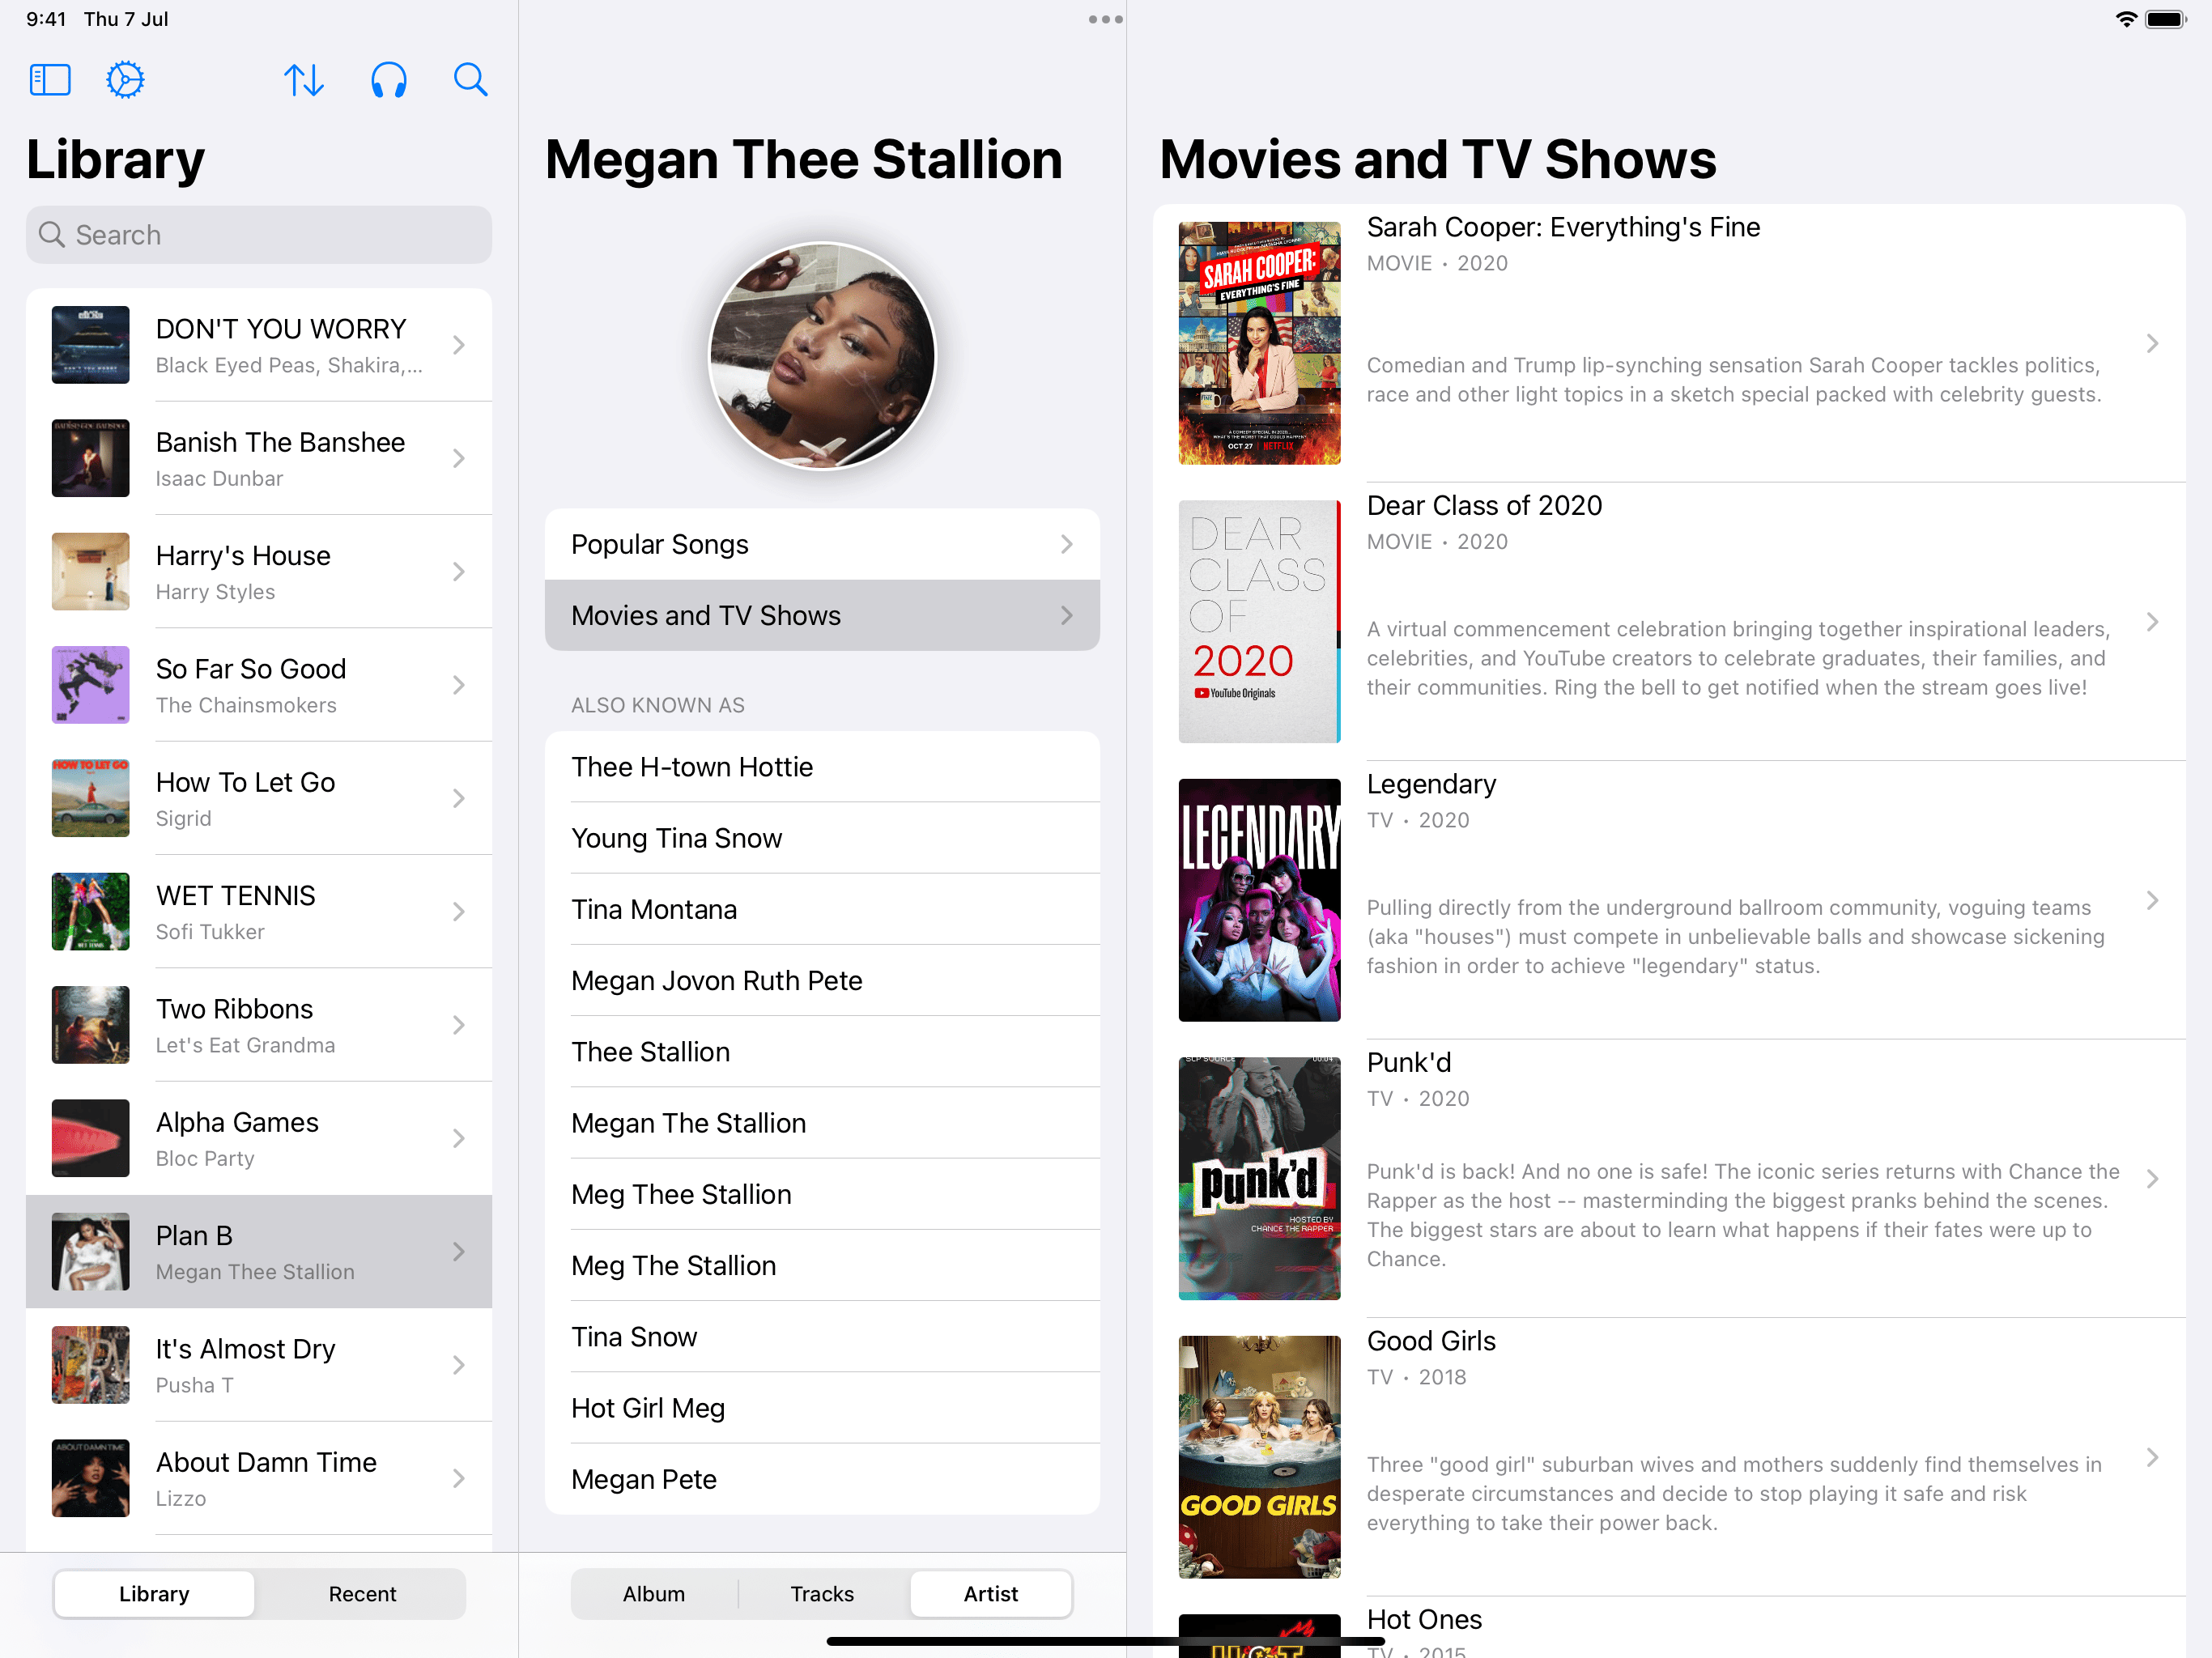 9:41 Thu 7 Jul
Library
Search
DON'T YOU WORRY
Black Eyed Peas, Shakira,...
Banish The Banshee
Isaac Dunbar
Harry's House
Harry Styles
So Far So Good
The Chainsmokers
HOW TO LET GO
How To Let Go
Sigrid
WET TENNIS
WET TENNIS
Sofi Tukker
Two Ribbons
Let's Eat Grandma
Alpha Games
Bloc Party
Plan B
Megan Thee Stallion
It's Almost Dry
Pusha T
ABOUT DAMN TIME
About Damn Time
Lizzo
Library
Recent
Megan Thee Stallion
Popular Songs
Movies and TV Shows
ALSO KNOWN AS
Thee H-town Hottie
Young Tina Snow
Tina Montana
Megan Jovon Ruth Pete
Thee Stallion
Megan The Stallion
Meg Thee Stallion
Meg The Stallion
Tina Snow
Hot Girl Meg
Megan Pete
Album
Tracks
Artist
Movies and TV Shows
SARAH COOPER:
EVERYTHING'S FINE
OCT 27
NETFLIX
Sarah Cooper: Everything's Fine
MOVIE • 2020
Comedian and Trump lip-synching sensation Sarah Cooper tackles politics,
race and other light topics in a sketch special packed with celebrity guests.
DEAR
CLASS
OF
2020
YouTube Originals
Dear Class of 2020
MOVIE • 2020
A virtual commencement celebration bringing together inspirational leaders,
celebrities, and YouTube creators to celebrate graduates, their families, and
their communities. Ring the bell to get notified when the stream goes live!
LEGENDARY
Legendary
TV • 2020
Pulling directly from the underground ballroom community, voguing teams
(aka "houses") must compete in unbelievable balls and showcase sickening
fashion in order to achieve "legendary" status.
punk'd
HOSTED BY
CHANCE THE RAPPER
Punk'd
TV • 2020
Punk'd is back! And no one is safe! The iconic series returns with Chance the
Rapper as the host -- masterminding the biggest pranks behind the scenes.
The biggest stars are about to learn what happens if their fates were up to
Chance.
GOOD GIRLS
Good Girls
TV • 2018
Three "good girl" suburban wives and mothers suddenly find themselves in
desperate circumstances and decide to stop playing it safe and risk
everything to take their power back.
Hot Ones
TV • 2015